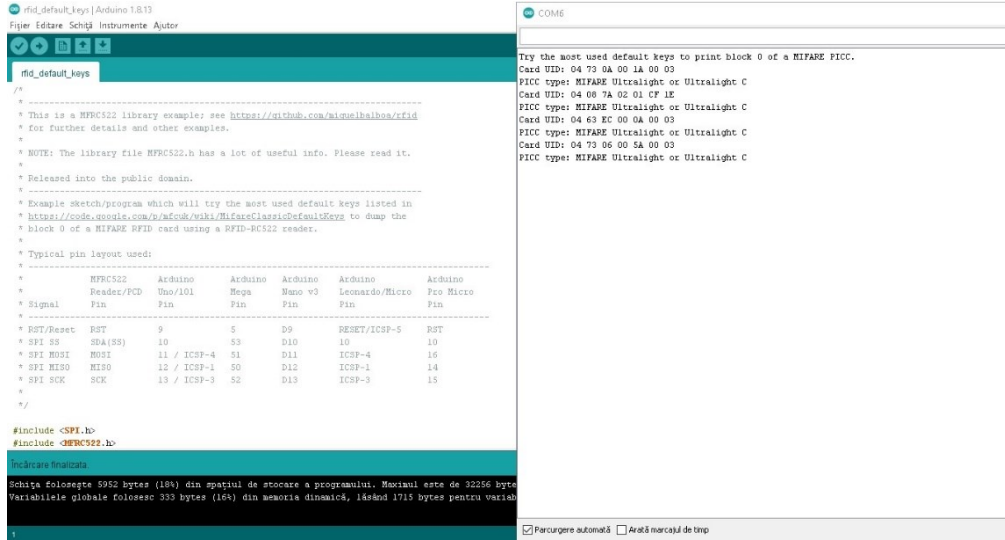 rfid_default_keys | Arduino 1.8.13
Fișier Editare Schiță Instrumente Ajutor
rfid_default_keys
/*
* ----------------------------------------------------------------------
* This is a MFRC522 library example; see https://github.com/miguelbalboa/rfid
* for further details and other examples.
*
* NOTE: The library file MFRC522.h has a lot of useful info. Please read it.
*
* Released into the public domain.
* ----------------------------------------------------------------------
* Example sketch/program which will try the most used default keys listed in
* https://code.google.com/p/mfcuk/wiki/MifareClassicDefaultKeys to dump the
* block 0 of a MIFARE RFID card using a RFID-RC522 reader.
*
* Typical pin layout used:
* -----------------------------------------------------------------------------------------
* MFRC522 Arduino Arduino Arduino Arduino Arduino
* Reader/PCD Uno/101 Mega Nano v3 Leonardo/Micro Pro Micro
* Signal Pin Pin Pin Pin Pin Pin
* -----------------------------------------------------------------------------------------
* RST/Reset RST 9 5 D9 RESET/ICSP-5 RST
* SPI SS SDA(SS) 10 53 D10 10 10
* SPI MOSI MOSI 11 / ICSP-4 51 D11 ICSP-4 16
* SPI MISO MISO 12 / ICSP-1 50 D12 ICSP-1 14
* SPI SCK SCK 13 / ICSP-3 52 D13 ICSP-3 15
*
*/
#include <SPI.h>
#include <MFRC522.h>
Încărcare finalizata.
Schița folosește 5952 bytes (18%) din spațiul de stocare a programului. Maximul este de 32256 byte
Variabilele globale folosesc 333 bytes (16%) din memoria dinamică, lăsând 1715 bytes pentru variab
1
COM6
Try the most used default keys to print block 0 of a MIFARE PICC.
Card UID: 04 73 0A 00 1A 00 03
PICC type: MIFARE Ultralight or Ultralight C
Card UID: 04 08 7A 02 01 CF 1E
PICC type: MIFARE Ultralight or Ultralight C
Card UID: 04 63 EC 00 0A 00 03
PICC type: MIFARE Ultralight or Ultralight C
Card UID: 04 73 06 00 5A 00 03
PICC type: MIFARE Ultralight or Ultralight C
Parcurgere automată Arată marcajul de timp